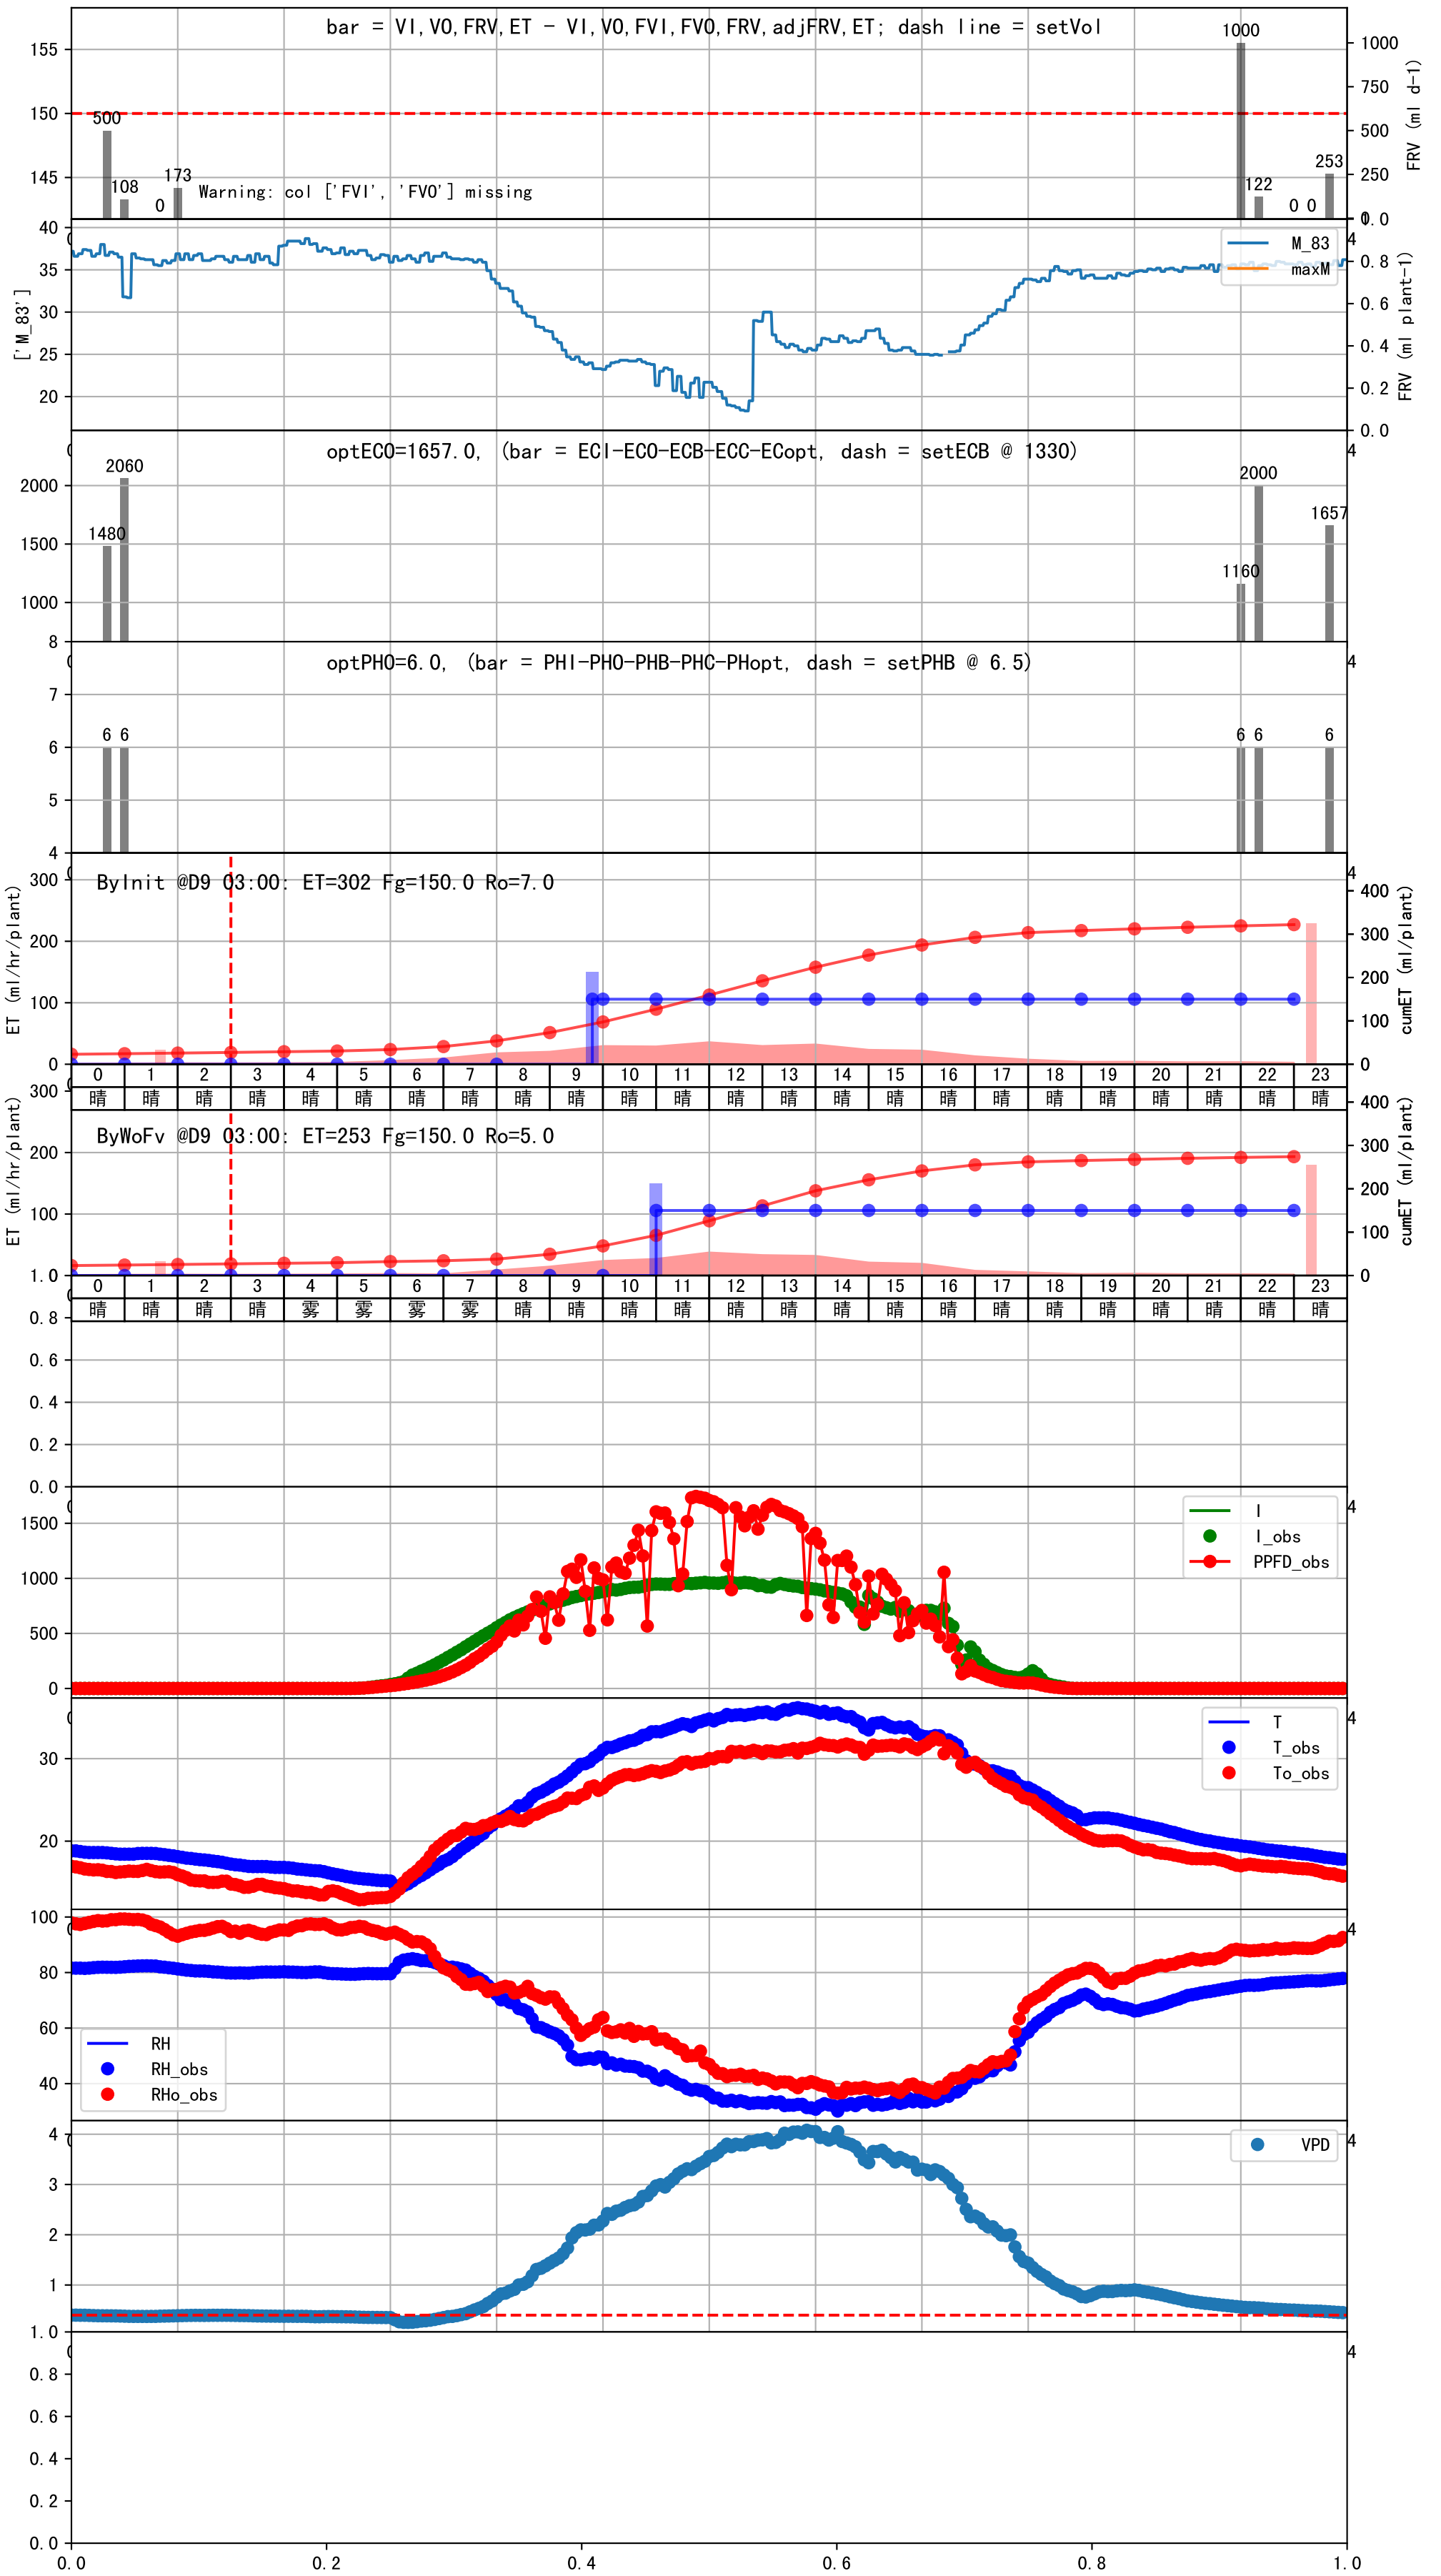 bar = VI,VO,FRV,ET - VI,VO,FVI,FVO,FRV,adjFRV,ET; dash line = setVol
155
150
145
1000
750
500
250
0.0
FRV (ml d-1)
500
108
0
173
Warning: col ['FVI', 'FVO'] missing
1000
122
0
0
253
40
35
30
25
20
['M_83']
M_83
maxM
0.8
0.6
0.4
0.2
0.0
FRV (ml plant-1)
optECO=1657.0, (bar = ECI-ECO-ECB-ECC-ECopt, dash = setECB @ 1330)
2000
1500
1000
1480
2060
1160
2000
1657
optPHO=6.0, (bar = PHI-PHO-PHB-PHC-PHopt, dash = setPHB @ 6.5)
8
7
6
5
4
6 6
6 6
6
ByInit @D9 03:00: ET=302 Fg=150.0 Ro=7.0
300
200
100
0
ET (ml/hr/plant)
400
300
200
100
0
cumET (ml/plant)
0 1 2 3 4 5 6 7 8 9 10 11 12 13 14 15 16 17 18 19 20 21 22 23
晴 晴 晴 晴 晴 晴 晴 晴 晴 晴 晴 晴 晴 晴 晴 晴 晴 晴 晴 晴 晴 晴 晴 晴
ByWoFv @D9 03:00: ET=253 Fg=150.0 Ro=5.0
300
200
100
ET (ml/hr/plant)
400
300
200
100
0
cumET (ml/plant)
0 1 2 3 4 5 6 7 8 9 10 11 12 13 14 15 16 17 18 19 20 21 22 23
晴 晴 晴 晴 雾 雾 雾 雾 晴 晴 晴 晴 晴 晴 晴 晴 晴 晴 晴 晴 晴 晴 晴 晴
1.0
0.8
0.6
0.4
0.2
0.0
1500
1000
500
0
I
I_obs
PPFD_obs
30
20
T
T_obs
To_obs
100
80
60
40
RH
RH_obs
RHo_obs
4
3
2
1
VPD
1.0
0.8
0.6
0.4
0.2
0.0
0.0 0.2 0.4 0.6 0.8 1.0